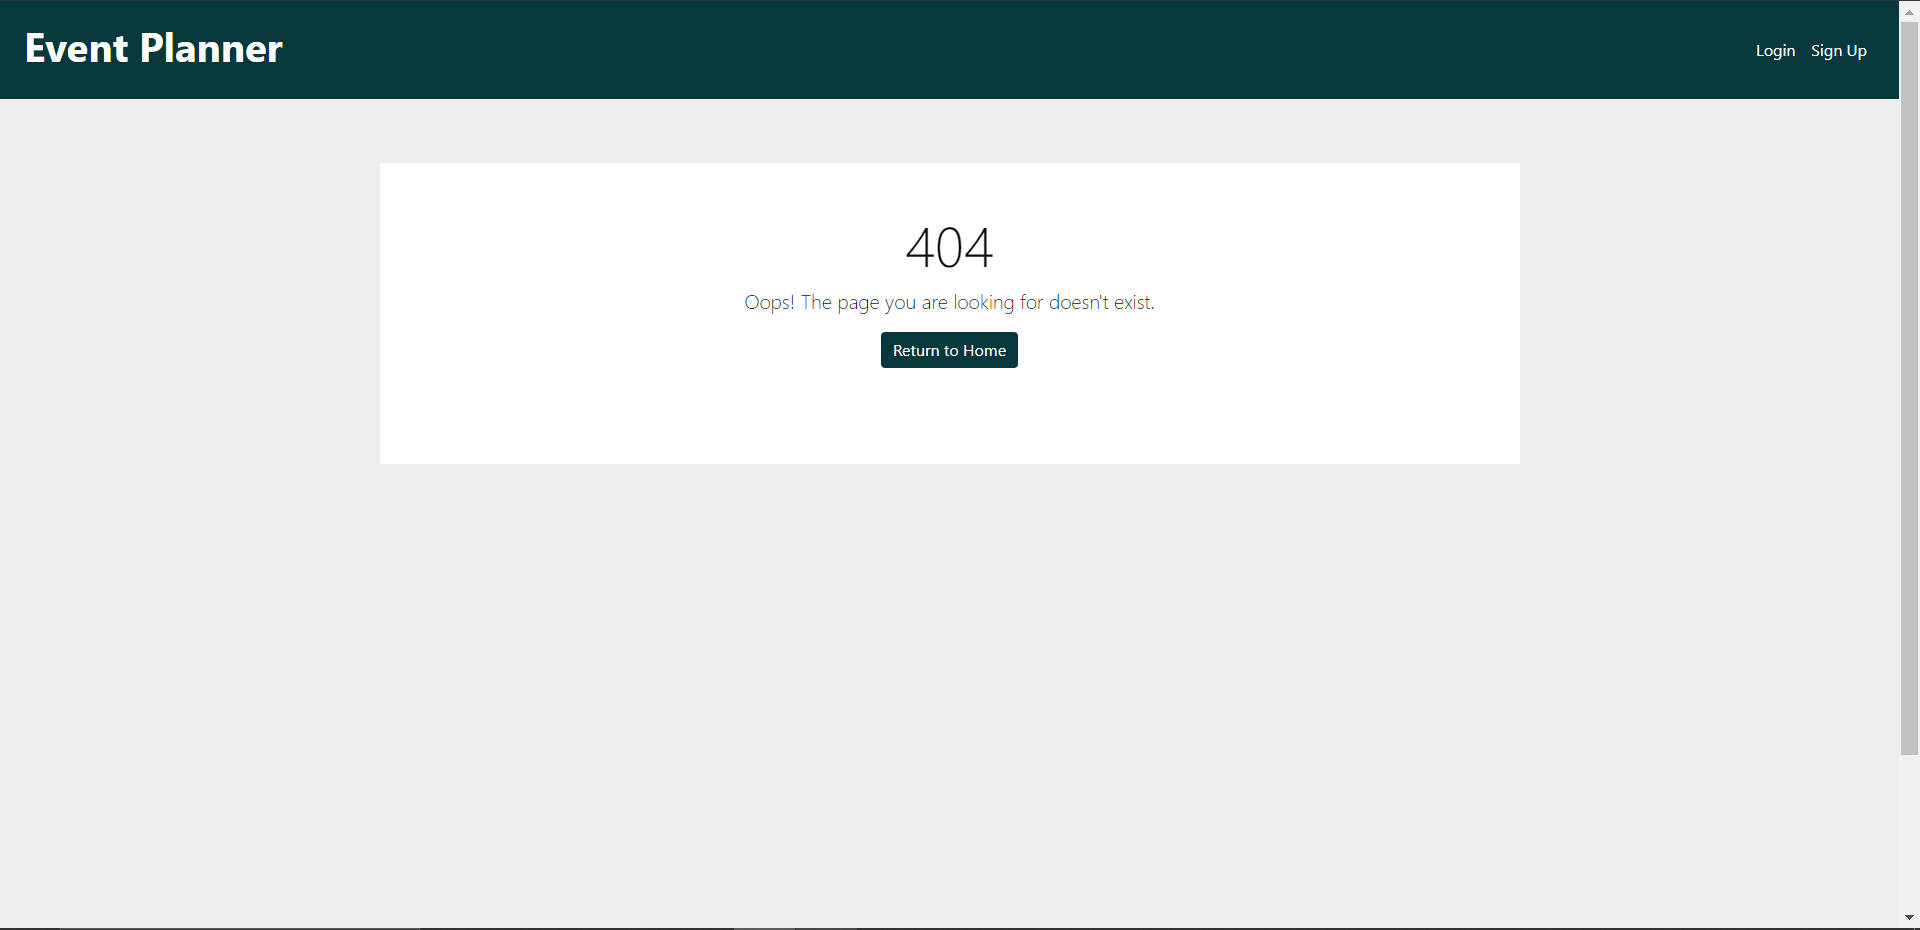 Event Planner
Login Sign Up
404
Oops! The page you are looking for doesn't exist.
Return to Home